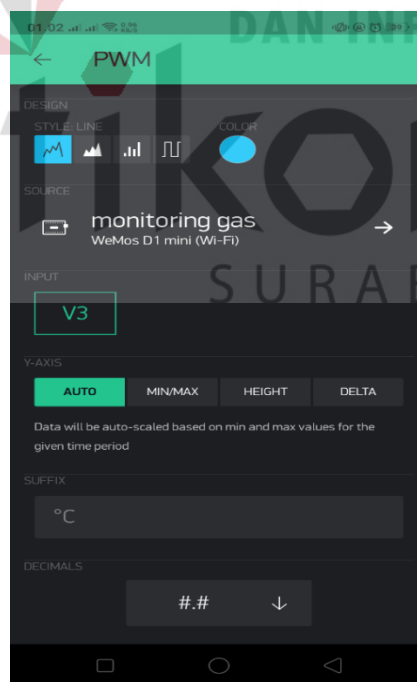 01.02
DAN IN
PWM
DESIGN
STYLE: LINE
COLOR
SOURCE
monitoring gas
WeMos D1 mini (Wi-Fi)
SURA
INPUT
V3
Y-AXIS
AUTO MIN/MAX HEIGHT DELTA
Data will be auto-scaled based on min and max values for the
given time period
SUFFIX
°C
DECIMALS
#.#